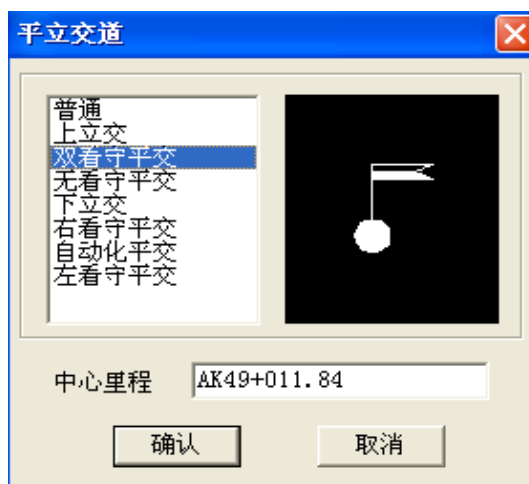 平立交道
普通
上立交
双看守平交
无看守平交
下立交
右看守平交
自动化平交
左看守平交
中心里程 AK49+011.84
确认 取消